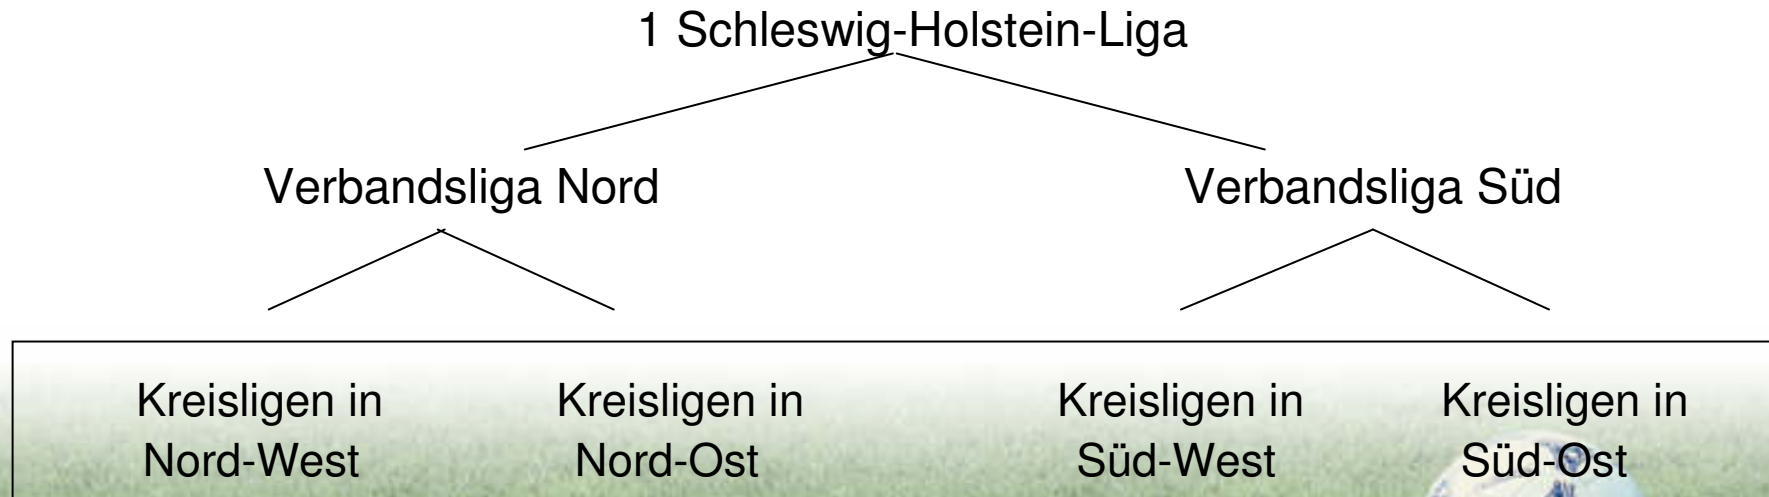 1 Schleswig-Holstein-Liga
Verbandsliga Nord
Verbandsliga Süd
Kreisligen in
Nord-West
Kreisligen in
Nord-Ost
Kreisligen in
Süd-West
Kreisligen in
Süd-Ost